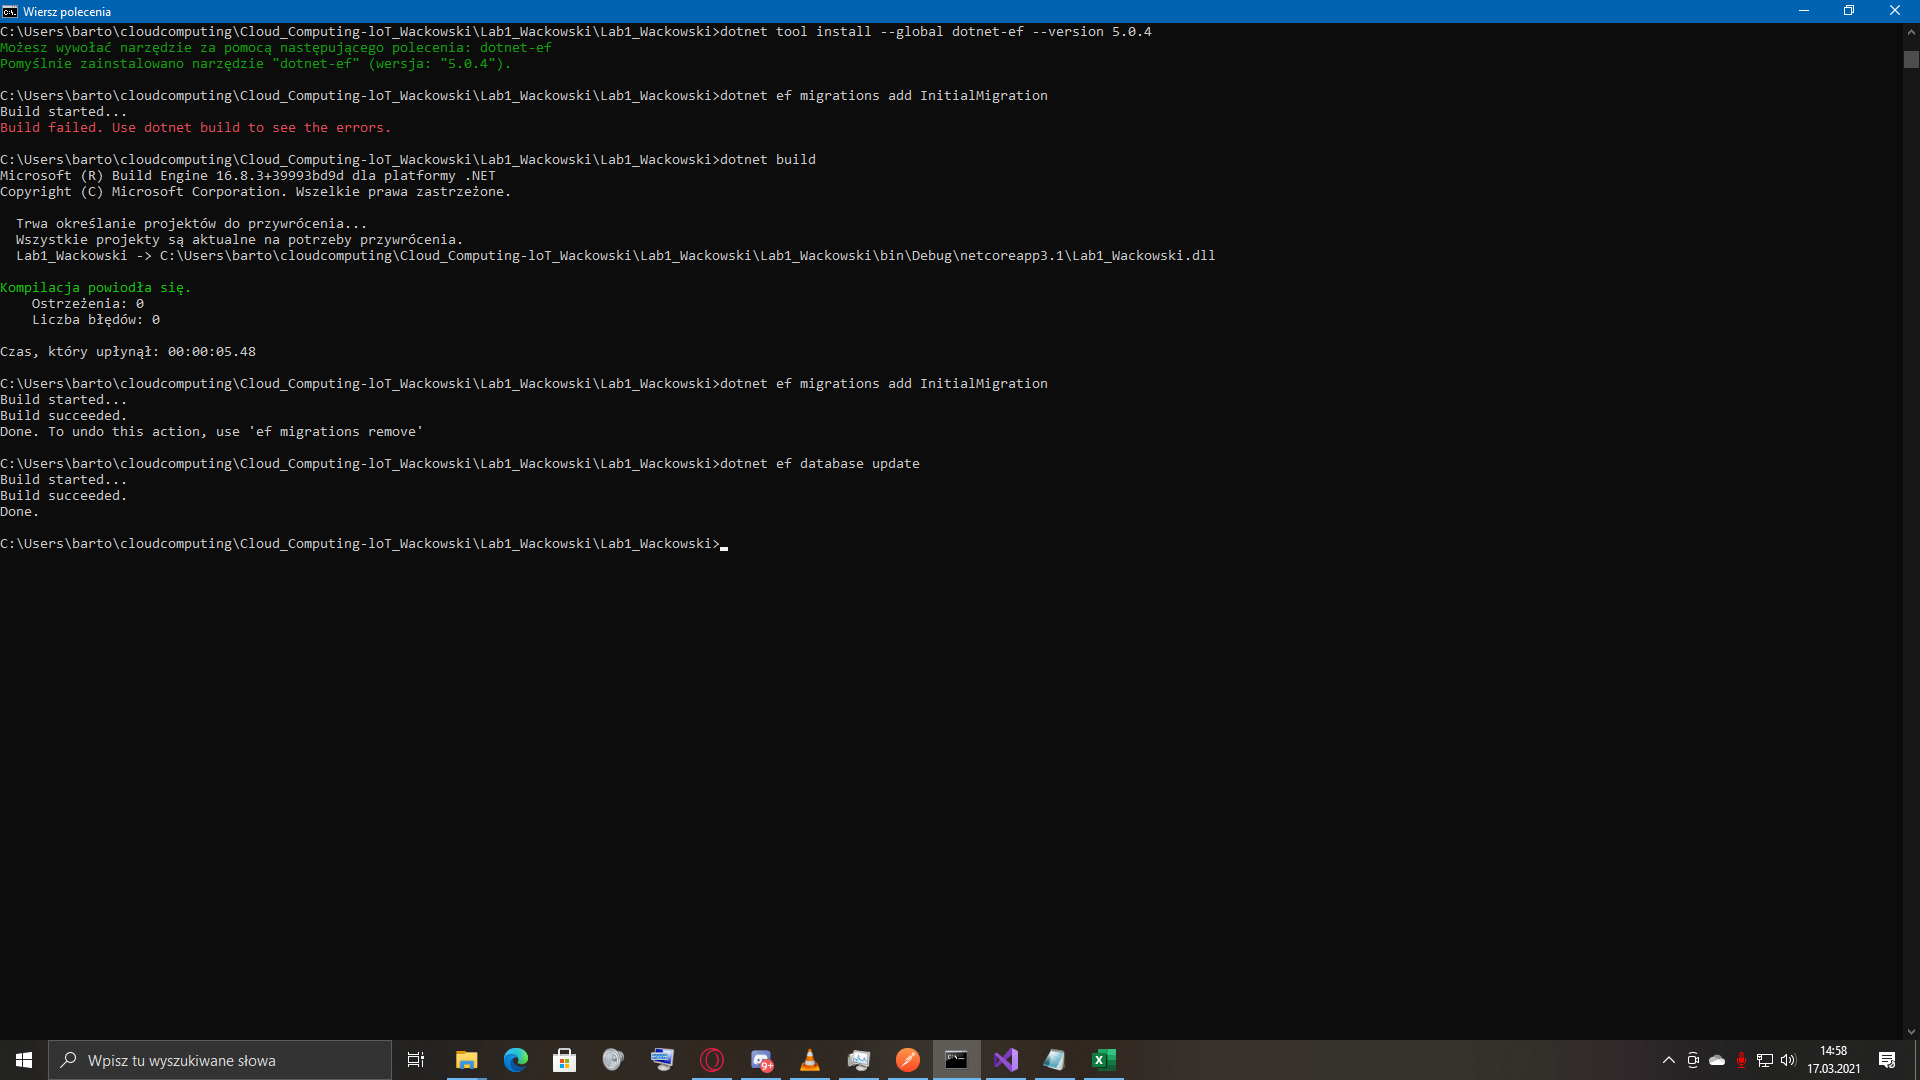 Wiersz polecenia
C:\Users\barto\cloudcomputing\Cloud_Computing-loT_Wackowski\Lab1_Wackowski\Lab1_Wackowski>dotnet tool install --global dotnet-ef --version 5.0.4
Możesz wywołać narzędzie za pomocą następującego polecenia: dotnet-ef
Pomyślnie zainstalowano narzędzie "dotnet-ef" (wersja: "5.0.4").
C:\Users\barto\cloudcomputing\Cloud_Computing-loT_Wackowski\Lab1_Wackowski\Lab1_Wackowski>dotnet ef migrations add InitialMigration
Build started...
Build failed. Use dotnet build to see the errors.
C:\Users\barto\cloudcomputing\Cloud_Computing-loT_Wackowski\Lab1_Wackowski\Lab1_Wackowski>dotnet build
Microsoft (R) Build Engine 16.8.3+39993bd9d dla platformy .NET
Copyright (C) Microsoft Corporation. Wszelkie prawa zastrzeżone.
Trwa określanie projektów do przywrócenia...
Wszystkie projekty są aktualne na potrzeby przywrócenia.
Lab1_Wackowski -> C:\Users\barto\cloudcomputing\Cloud_Computing-loT_Wackowski\Lab1_Wackowski\Lab1_Wackowski\bin\Debug\netcoreapp3.1\Lab1_Wackowski.dll
Kompilacja powiodła się.
Ostrzeżenia: 0
Liczba błędów: 0
Czas, który upłynął: 00:00:05.48
C:\Users\barto\cloudcomputing\Cloud_Computing-loT_Wackowski\Lab1_Wackowski\Lab1_Wackowski>dotnet ef migrations add InitialMigration
Build started...
Build succeeded.
Done. To undo this action, use 'ef migrations remove'
C:\Users\barto\cloudcomputing\Cloud_Computing-loT_Wackowski\Lab1_Wackowski\Lab1_Wackowski>dotnet ef database update
Build started...
Build succeeded.
Done.
C:\Users\barto\cloudcomputing\Cloud_Computing-loT_Wackowski\Lab1_Wackowski\Lab1_Wackowski>
Wpisz tu wyszukiwane słowa
9+
14:58
17.03.2021